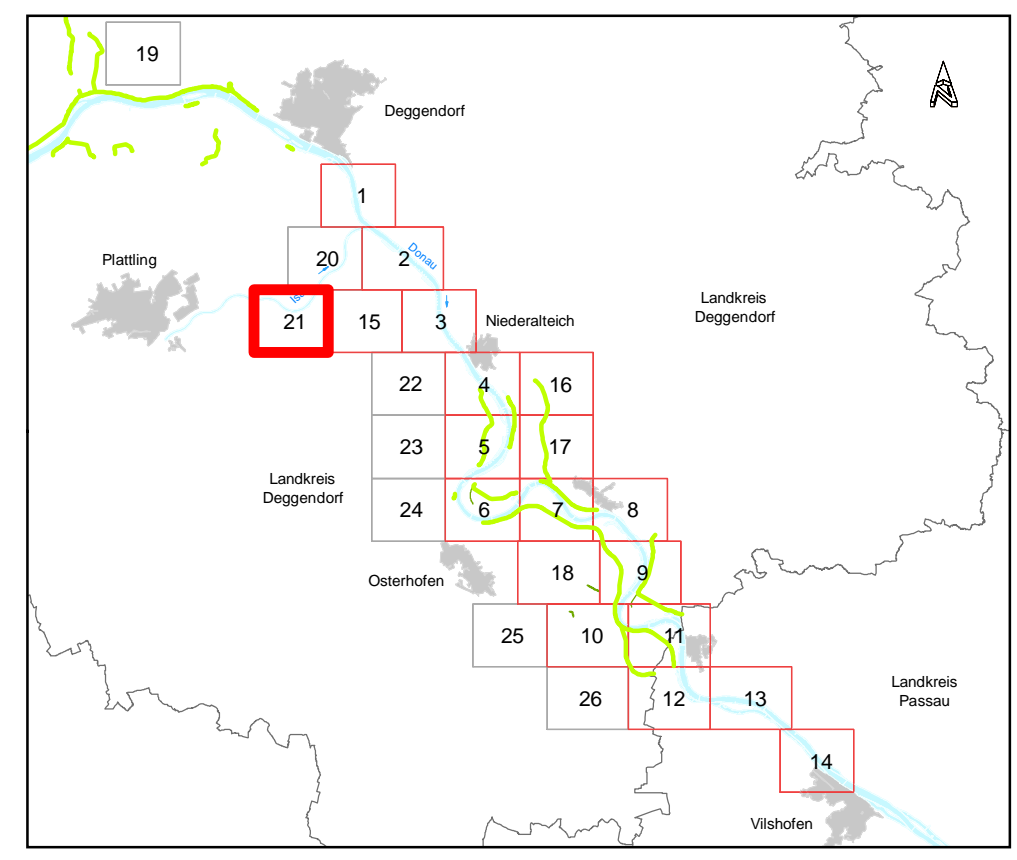 19
Deggendorf
N
1
Plattling
20
2
Donau
21
15
3
Niederalteich
Landkreis
Deggendorf
22
4
16
23
5
17
Landkreis
Deggendorf
24
6
7
8
Osterhofen
18
9
25
10
11
26
12
13
Landkreis
Passau
14
Vilshofen